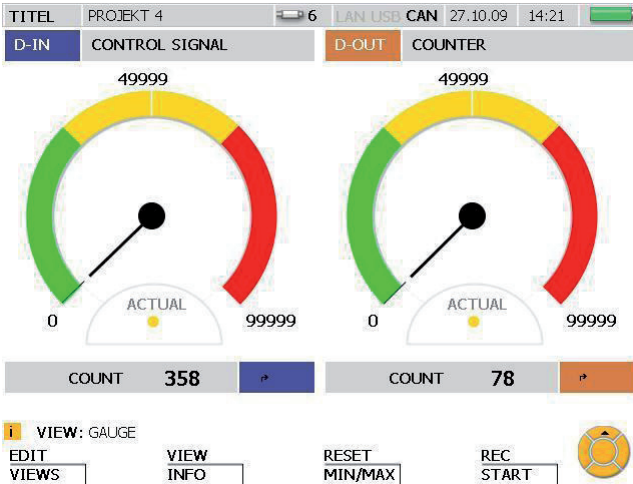 TITEL PROJEKT 4 6 LAN USB CAN 27.10.09 14:21
D-IN CONTROL SIGNAL D-OUT COUNTER
49999 49999
ACTUAL ACTUAL
0 99999 0 99999
COUNT 358 COUNT 78
i VIEW: GAUGE
EDIT VIEW RESET REC
VIEWS INFO MIN/MAX START